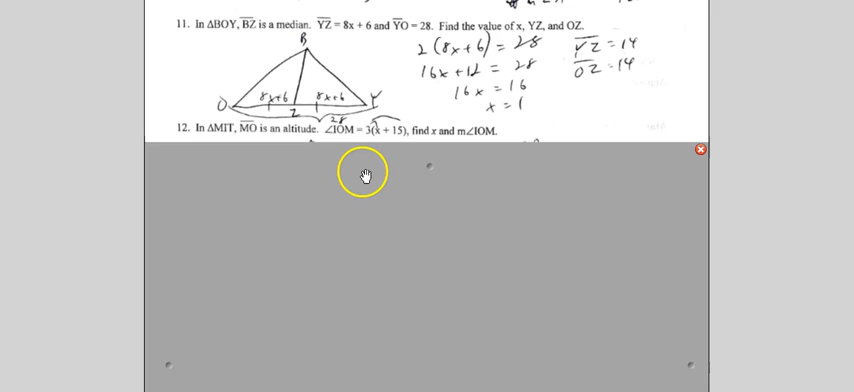 11. In ΔBOY, BZ is a median. YZ = 8x + 6 and YO = 28. Find the value of x, YZ, and OZ.
B
2 (8x+6) = 28
YZ = 14
16x+12 = 28
OZ = 14
16x = 16
x = 1
8x+6
8x+6
O
Y
Z
28
12. In ΔMIT, MO is an altitude. ∠IOM = 3(x + 15), find x and m∠IOM.